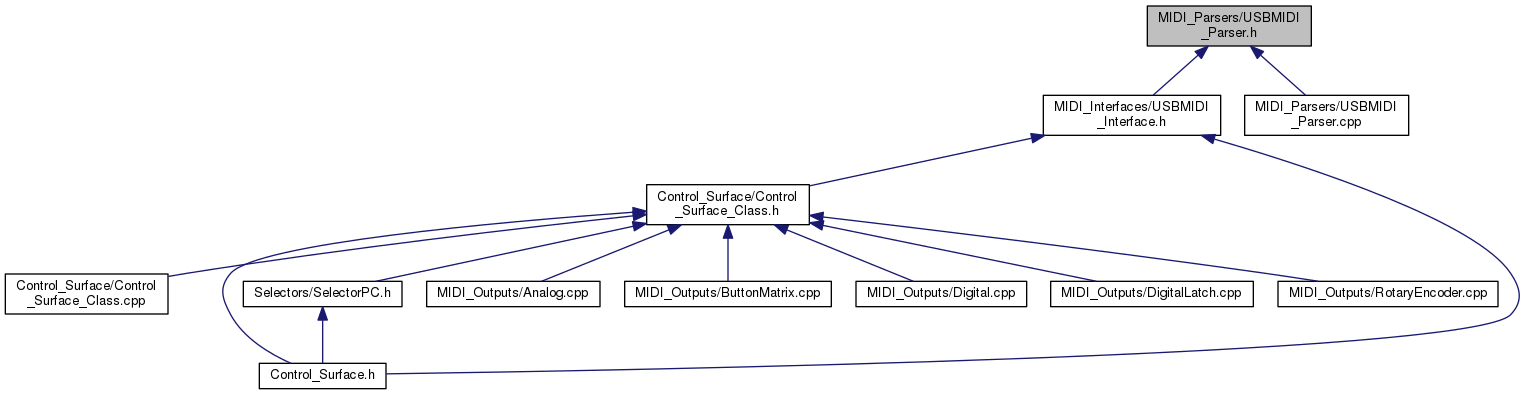 MIDI_Parsers/USBMIDI
_Parser.h
MIDI_Interfaces/USBMIDI
_Interface.h
MIDI_Parsers/USBMIDI
_Parser.cpp
Control_Surface/Control
_Surface_Class.h
Control_Surface/Control
_Surface_Class.cpp
Selectors/SelectorPC.h
MIDI_Outputs/Analog.cpp
MIDI_Outputs/ButtonMatrix.cpp
MIDI_Outputs/Digital.cpp
MIDI_Outputs/DigitalLatch.cpp
MIDI_Outputs/RotaryEncoder.cpp
Control_Surface.h